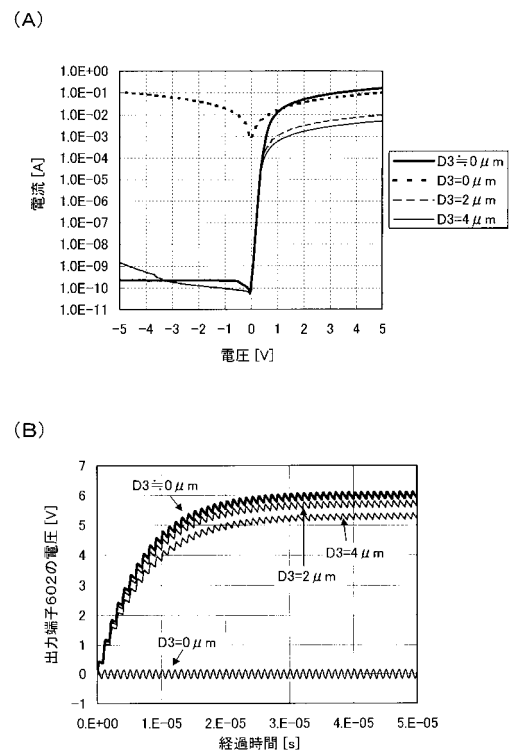 (A)
1.0E+00
1.0E-01
1.0E-02
1.0E-03
1.0E-04
1.0E-05
1.0E-06
1.0E-07
1.0E-08
1.0E-09
1.0E-10
1.0E-11
電流[A]
-5 -4 -3 -2 -1 0 1 2 3 4 5
電圧[V]
D3≒0μm
D3=0μm
D3=2μm
D3=4μm
(B)
7
6
5
4
3
2
1
0
-1
出力端子602の電圧[V]
D3≒0μm
D3=2μm
D3=4μm
D3=0μm
0.E+00 1.E-05 2.E-05 3.E-05 4.E-05 5.E-05
経過時間[s]